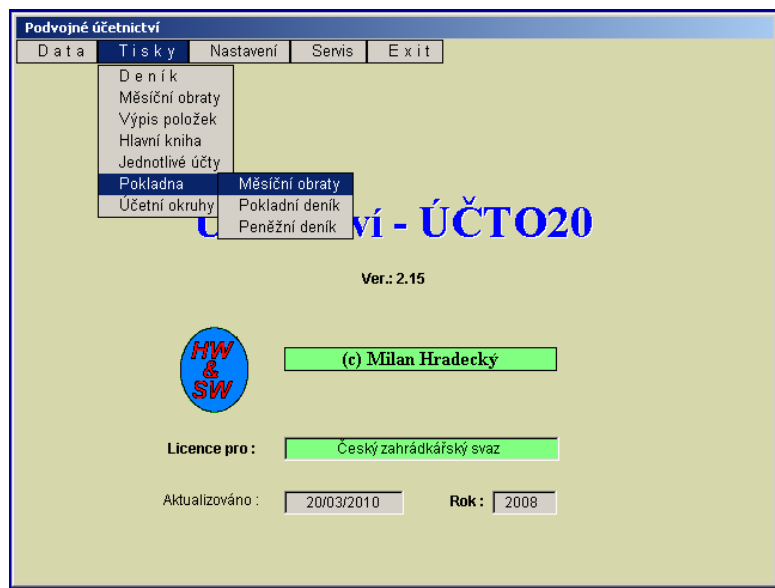 Podvojné účetnictví
D a t a T i s k y Nastavení Servis E x i t
D e n í k
Měsíční obraty
Výpis položek
Hlavní kniha
Jednotlivé účty
Pokladna Měsíční obraty
Účetní okruhy Pokladní deník
Peněžní deník
ví - ÚČTO20
Ver.: 2.15
HW
&
SW
(c) Milan Hradecký
Licence pro : Český zahrádkářský svaz
Aktualizováno : 20/03/2010 Rok : 2008